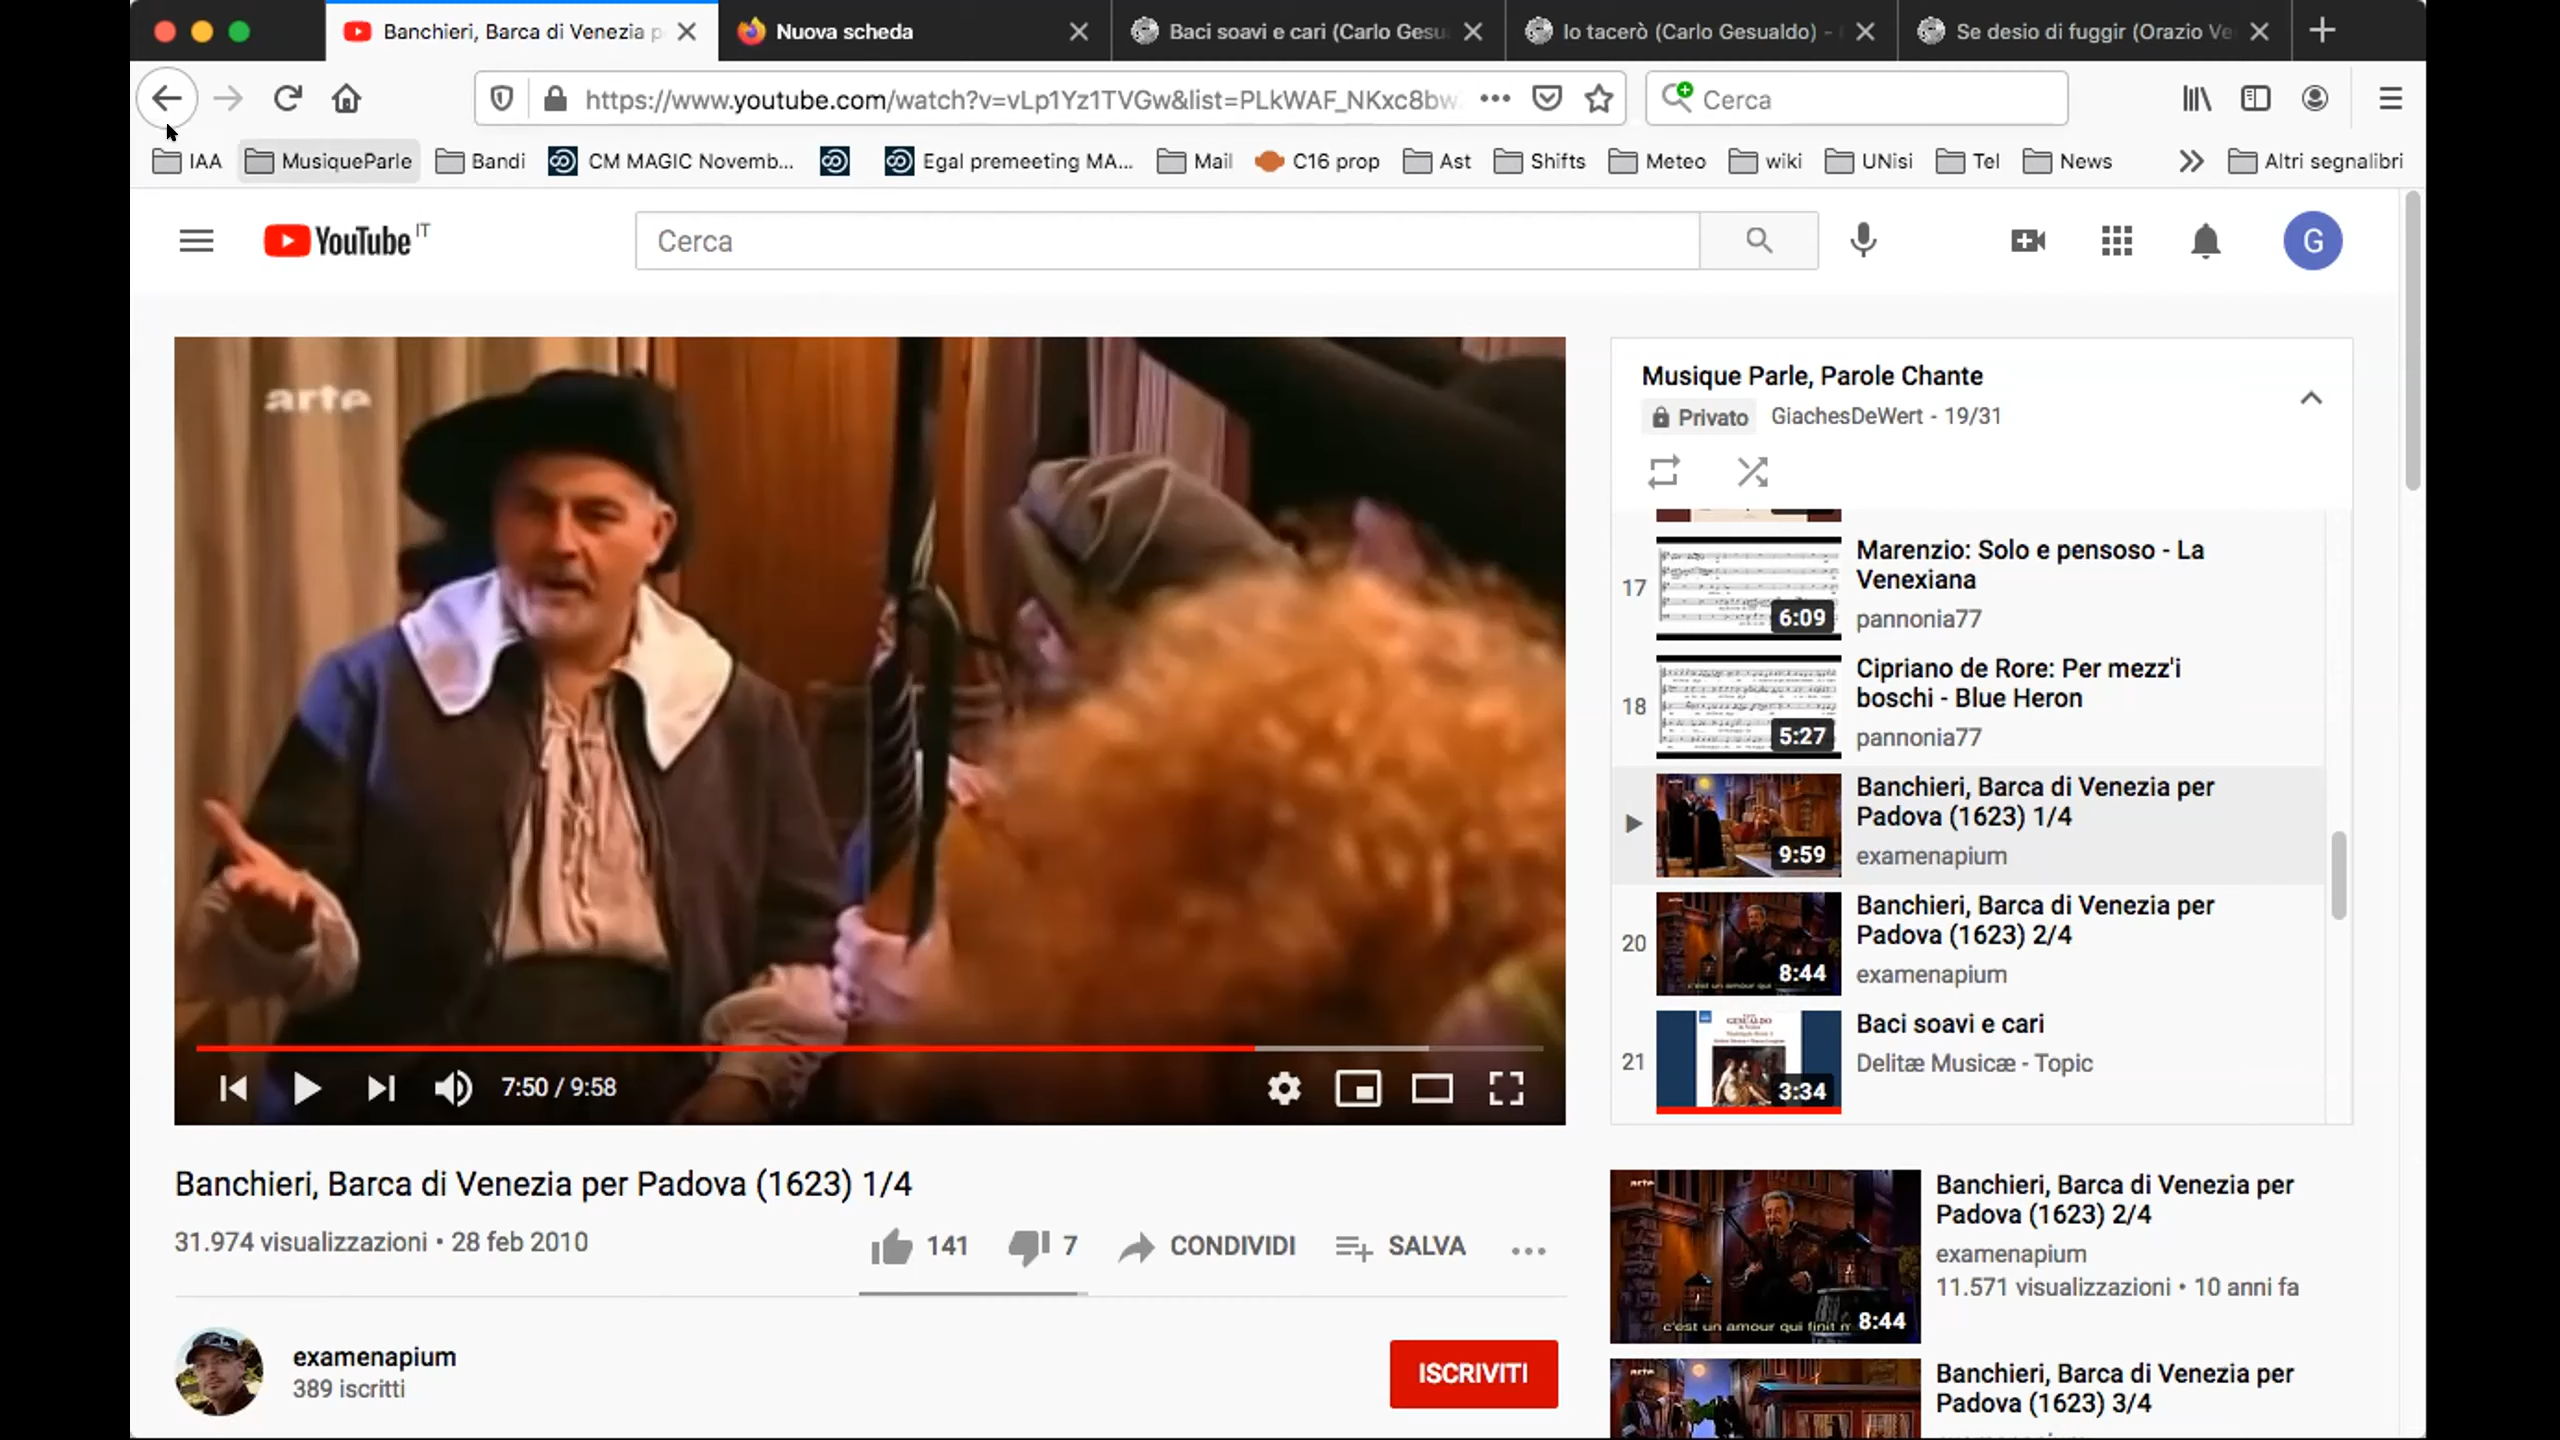 Banchieri, Barca di Venezia p
Nuova scheda
Baci soavi e cari (Carlo Gesu
Io tacerò (Carlo Gesualdo) -
Se desio di fuggir (Orazio Ve
https://www.youtube.com/watch?v=vLp1Yz1TVGw&list=PLkWAF_NKxc8bw
Cerca
IAA
MusiqueParle
Bandi
CM MAGIC Novemb...
Egal premeeting MA...
Mail
C16 prop
Ast
Shifts
Meteo
wiki
UNisi
Tel
News
Altri segnalibri
YouTube IT
Cerca
G
arte
7:50 / 9:58
Musique Parle, Parole Chante
Privato GiachesDeWert - 19/31
17
Marenzio: Solo e pensoso - La
Venexiana
pannonia77
6:09
18
Cipriano de Rore: Per mezz'i
boschi - Blue Heron
pannonia77
5:27
Banchieri, Barca di Venezia per
Padova (1623) 1/4
examenapium
9:59
20
Banchieri, Barca di Venezia per
Padova (1623) 2/4
examenapium
8:44
21
Baci soavi e cari
Delitæ Musicæ - Topic
GESUALDO
3:34
Banchieri, Barca di Venezia per Padova (1623) 1/4
31.974 visualizzazioni • 28 feb 2010
141
7
CONDIVIDI
SALVA
examenapium
389 iscritti
ISCRIVITI
Banchieri, Barca di Venezia per
Padova (1623) 2/4
examenapium
11.571 visualizzazioni • 10 anni fa
arte
c'est un amour qui finit m
8:44
Banchieri, Barca di Venezia per
Padova (1623) 3/4
arte